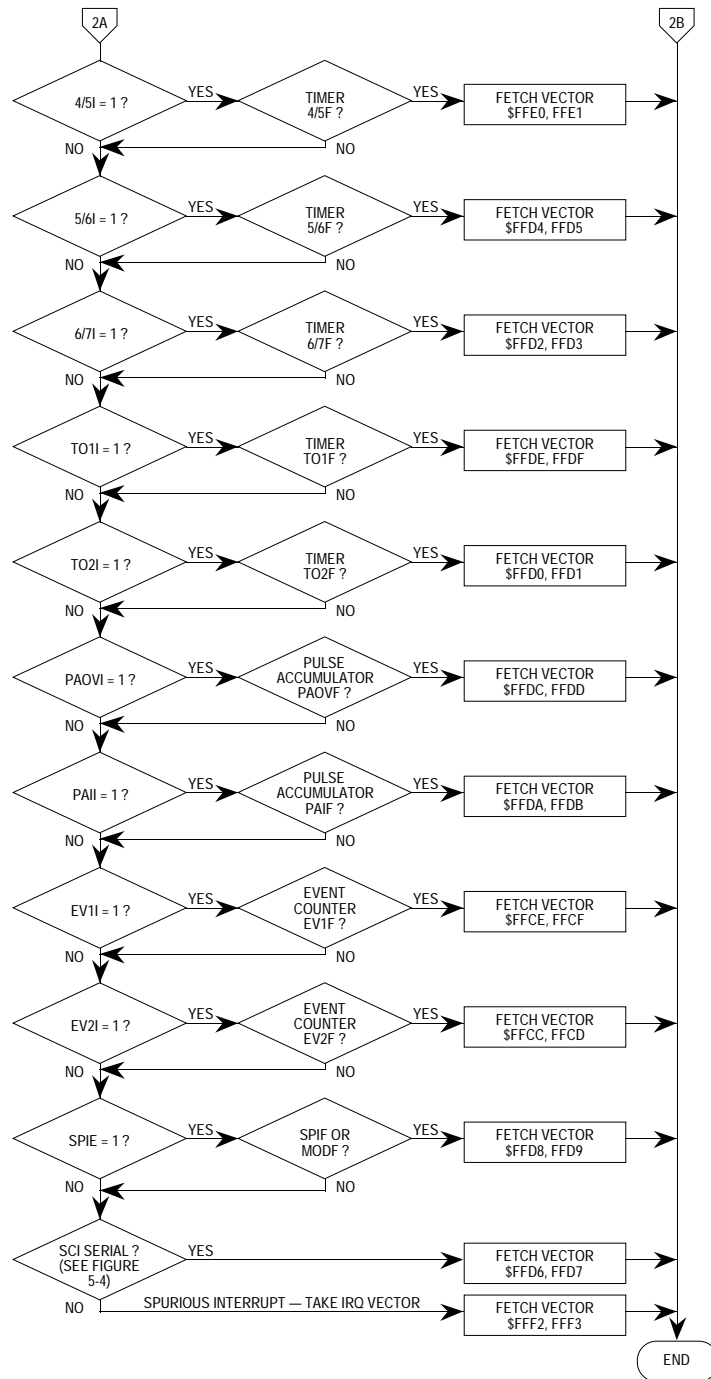 2A
2B
4/5I = 1 ?
YES
TIMER
4/5F ?
YES
FETCH VECTOR
$FFE0, FFE1
NO
NO
5/6I = 1 ?
YES
TIMER
5/6F ?
YES
FETCH VECTOR
$FFD4, FFD5
NO
NO
6/7I = 1 ?
YES
TIMER
6/7F ?
YES
FETCH VECTOR
$FFD2, FFD3
NO
NO
TO1I = 1 ?
YES
TIMER
TO1F ?
YES
FETCH VECTOR
$FFDE, FFDF
NO
NO
TO2I = 1 ?
YES
TIMER
TO2F ?
YES
FETCH VECTOR
$FFD0, FFD1
NO
NO
PAOVI = 1 ?
YES
PULSE
ACCUMULATOR
PAOVF ?
YES
FETCH VECTOR
$FFDC, FFDD
NO
NO
PAII = 1 ?
YES
PULSE
ACCUMULATOR
PAIF ?
YES
FETCH VECTOR
$FFDA, FFDB
NO
NO
EV1I = 1 ?
YES
EVENT
COUNTER
EV1F ?
YES
FETCH VECTOR
$FFCE, FFCF
NO
NO
EV2I = 1 ?
YES
EVENT
COUNTER
EV2F ?
YES
FETCH VECTOR
$FFCC, FFCD
NO
NO
SPIE = 1 ?
YES
SPIF OR
MODF ?
YES
FETCH VECTOR
$FFD8, FFD9
NO
NO
SCI SERIAL ?
(SEE FIGURE
5-4)
YES
FETCH VECTOR
$FFD6, FFD7
NO
SPURIOUS INTERRUPT — TAKE IRQ VECTOR
FETCH VECTOR
$FFF2, FFF3
END